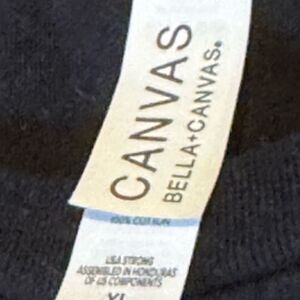 CANVAS
BELLA+CANVAS®
100% COTTON
USA STRONG
ASSEMBLED IN HONDURAS
OF US COMPONENTS
XL